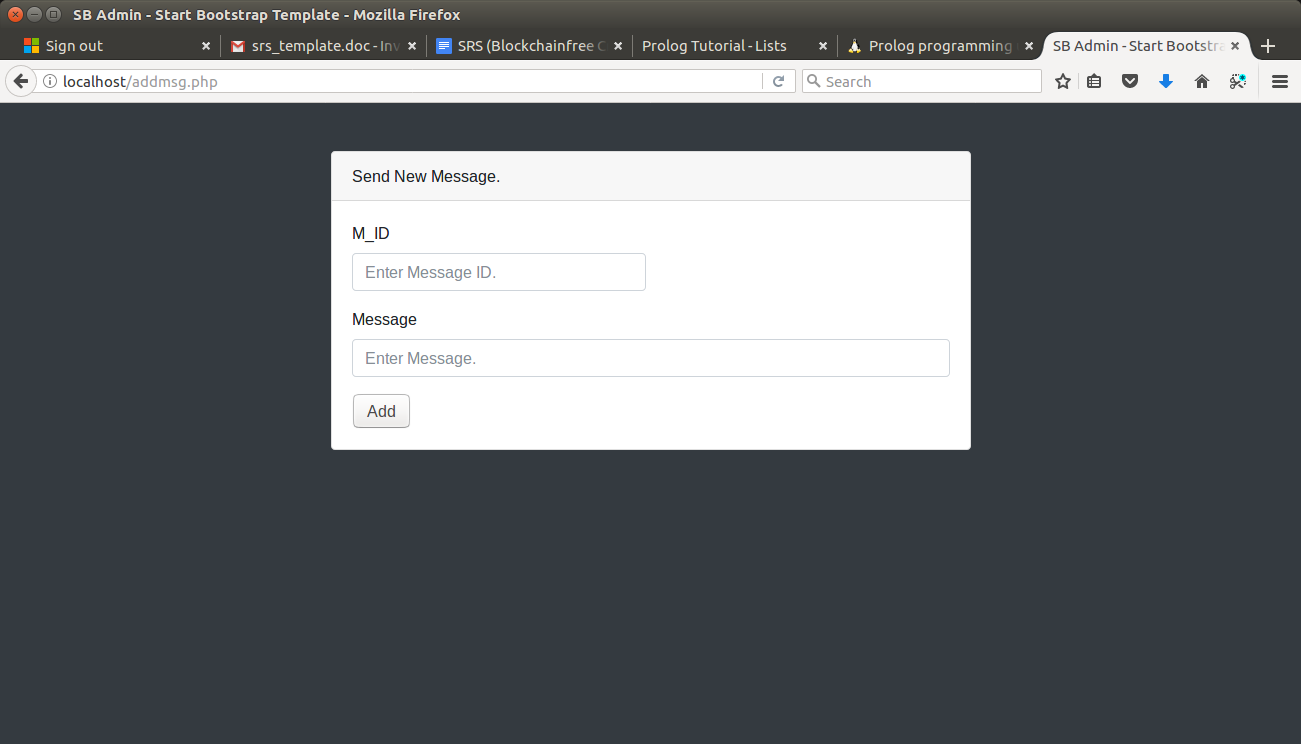 SB Admin - Start Bootstrap Template - Mozilla Firefox
Sign out
srs_template.doc - Inv
SRS (Blockchainfree C
Prolog Tutorial - Lists
Prolog programming
SB Admin - Start Bootstra
localhost/addmsg.php
Search
Send New Message.
M_ID
Enter Message ID.
Message
Enter Message.
Add